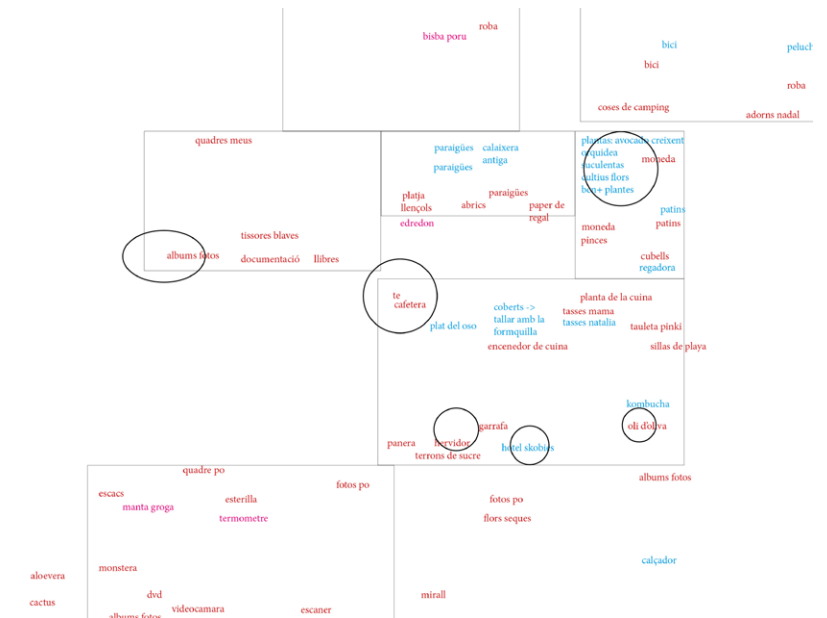 roba
bisba poru
bici
peluch
bici
roba
coses de camping
adorns nadal
quadres meus
paraigües
calaixera
antiga
paraigües
plantas: avocado creixent
orquidea
suculentas
cultius flors
bon+ plantes
moneda
platja
llençols
abrics
paraigües
paper de
regal
edredon
patins
patins
moneda
pinces
cubells
regadora
tissores blaves
albums fotos
documentació
llibres
te
cafetera
plat del oso
coberts ->
tallar amb la
formquilla
planta de la cuina
tasses mama
tasses natalia
tauleta pinki
encenedor de cuina
sillas de playa
kombucha
garrafa
oli d'oliva
panera
hervidor
hotel skobies
terrons de sucre
quadre po
fotos po
albums fotos
escacs
esterilla
manta groga
termometre
fotos po
flors seques
calçador
monstera
aloevera
cactus
dvd
videocamara
escaner
mirall
albums fotos